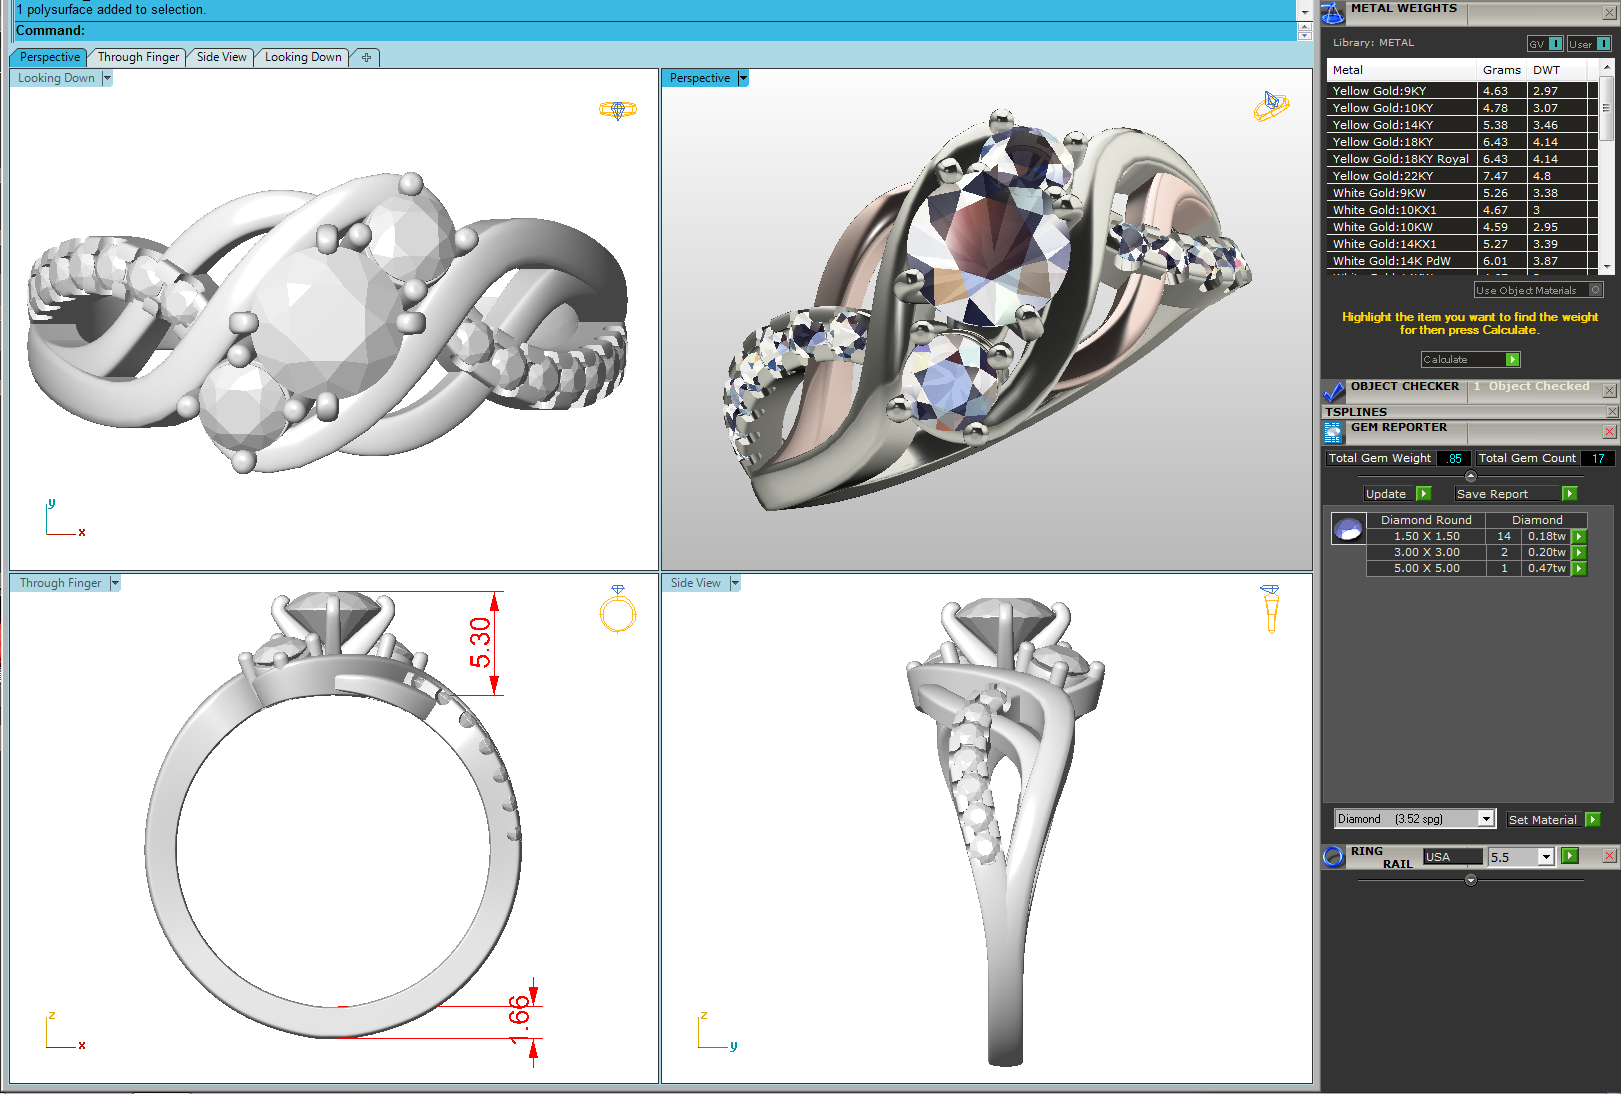 1 polysurface added to selection.
Command:
Perspective Through Finger Side View Looking Down
Looking Down
Perspective
y
x
Through Finger
5.30
1.66
z
x
Side View
z
y
METAL WEIGHTS
Library: METAL GV User
Metal Grams DWT
Yellow Gold:9KY 4.63 2.97
Yellow Gold:10KY 4.78 3.07
Yellow Gold:14KY 5.38 3.46
Yellow Gold:18KY 6.43 4.14
Yellow Gold:18KY Royal 6.43 4.14
Yellow Gold:22KY 7.47 4.8
White Gold:9KW 5.26 3.38
White Gold:10KX1 4.67 3
White Gold:10KW 4.59 2.95
White Gold:14KX1 5.27 3.39
White Gold:14K PdW 6.01 3.87
Use Object Materials
Highlight the item you want to find the weight
for then press Calculate.
Calculate
OBJECT CHECKER 1 Object Checked
TSPLINES
GEM REPORTER
Total Gem Weight .85 Total Gem Count 17
Update Save Report
Diamond Round Diamond
1.50 X 1.50 14 0.18tw
3.00 X 3.00 2 0.20tw
5.00 X 5.00 1 0.47tw
Diamond (3.52 spg) Set Material
RING RAIL USA 5.5